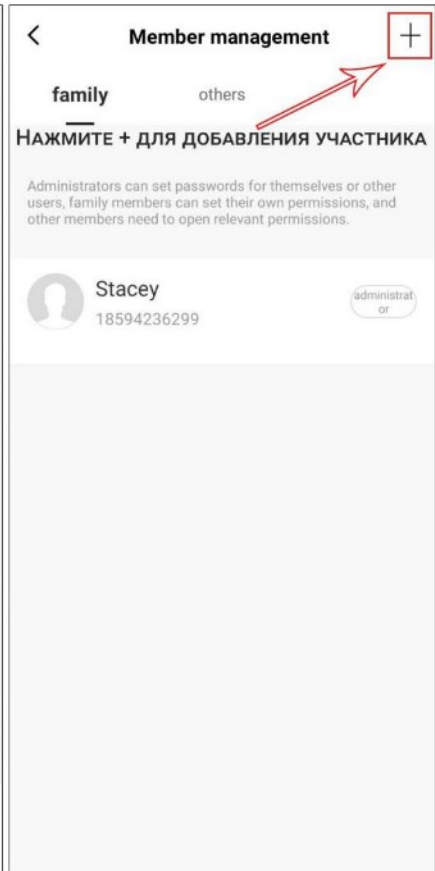 Member management
family others
НАЖМИТЕ + ДЛЯ ДОБАВЛЕНИЯ УЧАСТНИКА
Administrators can set passwords for themselves or other
users, family members can set their own permissions, and
other members need to open relevant permissions.
Stacey
18594236299
administrat
or